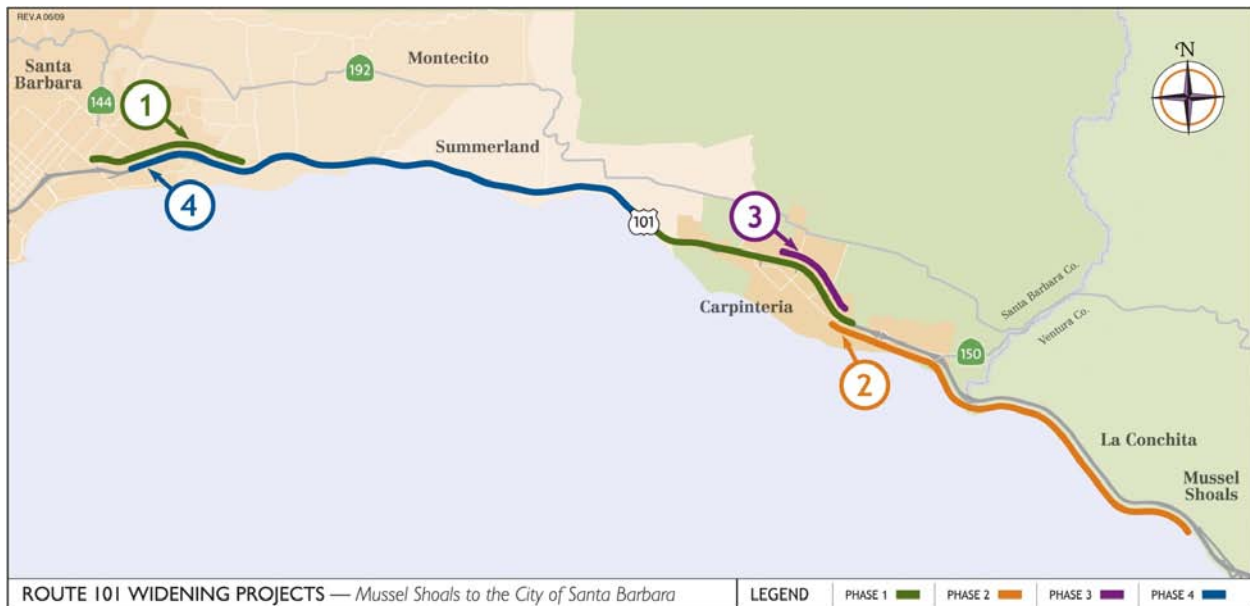 REV.A 06/09
N
Santa
Barbara
Montecito
192
144
1
Summerland
4
101
3
Carpinteria
Santa Barbara Co.
Ventura Co.
150
2
La Conchita
Mussel
Shoals
ROUTE 101 WIDENING PROJECTS — Mussel Shoals to the City of Santa Barbara
LEGEND PHASE 1 PHASE 2 PHASE 3 PHASE 4